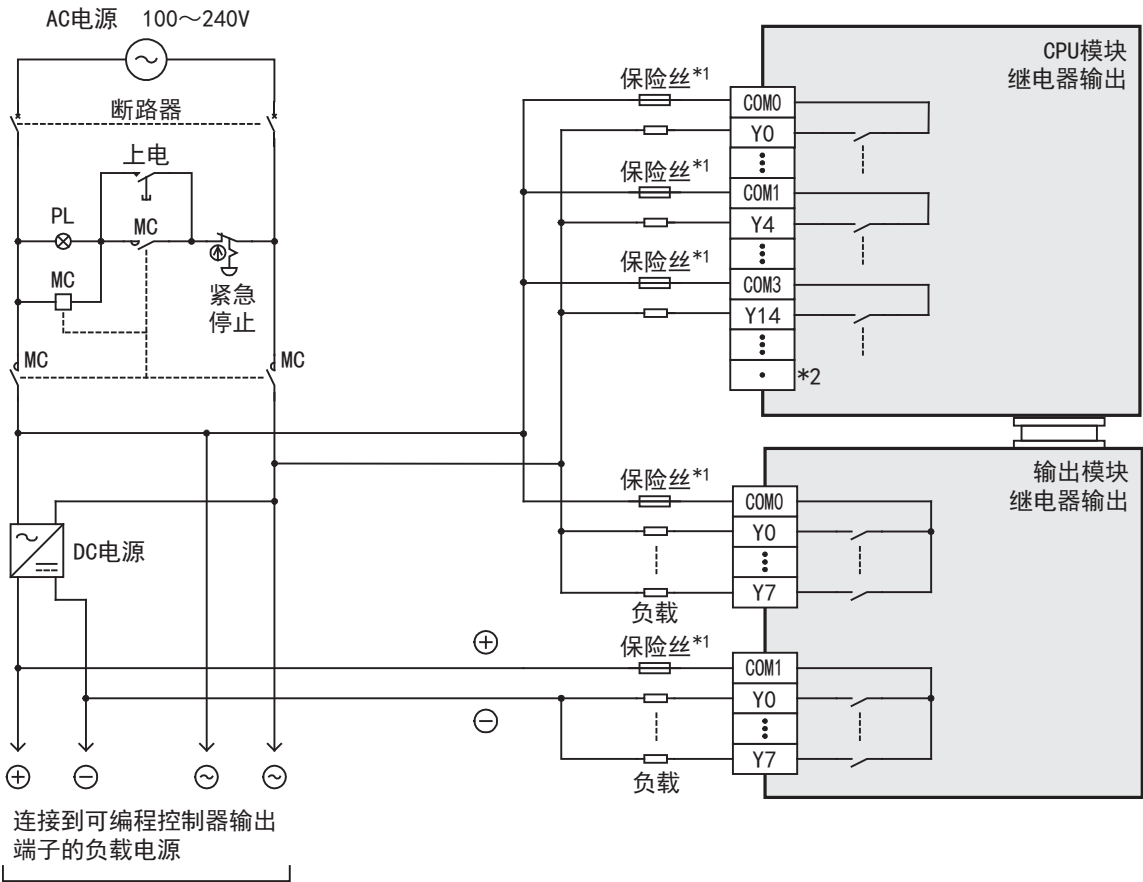 AC电源 100～240V
断路器
上电
PL
MC
MC
紧急
停止
MC
MC
DC电源
连接到可编程控制器输出
端子的负载电源
CPU模块
继电器输出
保险丝*1
COM0
Y0
保险丝*1
COM1
Y4
保险丝*1
COM3
Y14
*2
输出模块
继电器输出
保险丝*1
COM0
Y0
Y7
负载
保险丝*1
COM1
Y0
Y7
负载